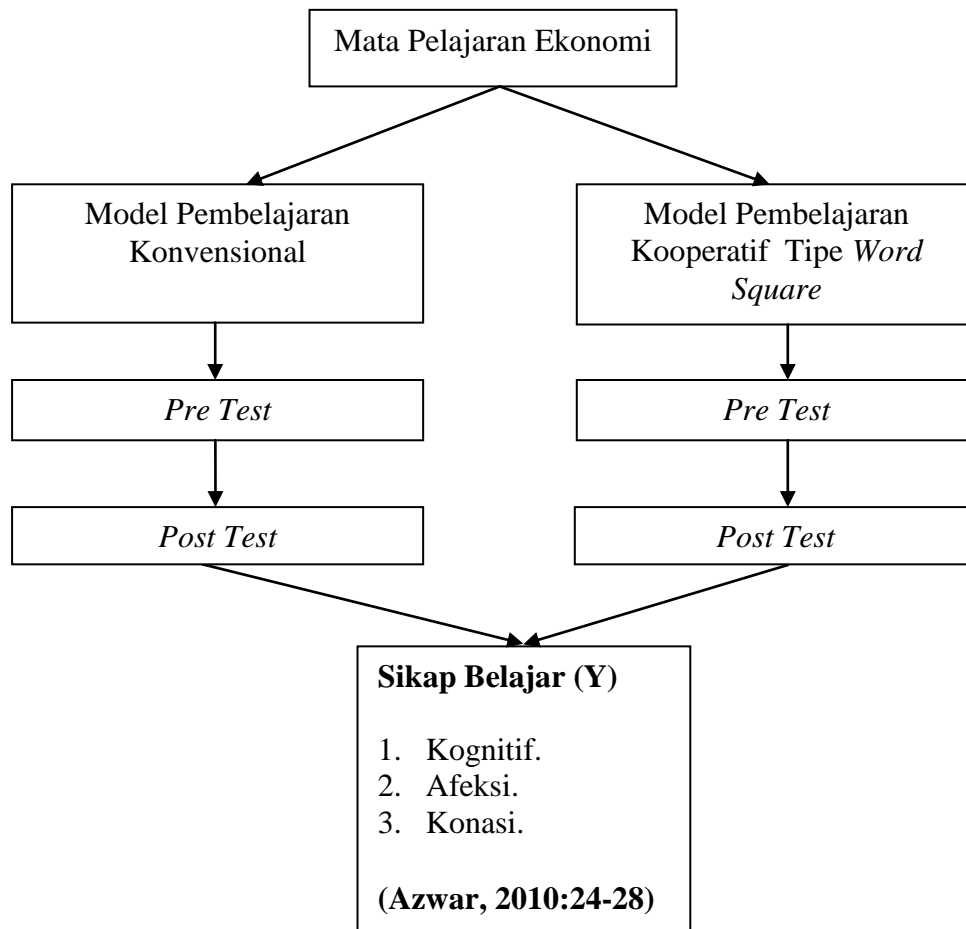 Mata Pelajaran Ekonomi
Model Pembelajaran
Konvensional
Model Pembelajaran
Kooperatif Tipe Word
Square
Pre Test
Pre Test
Post Test
Post Test
Sikap Belajar (Y)
1. Kognitif.
2. Afeksi.
3. Konasi.
(Azwar, 2010:24-28)